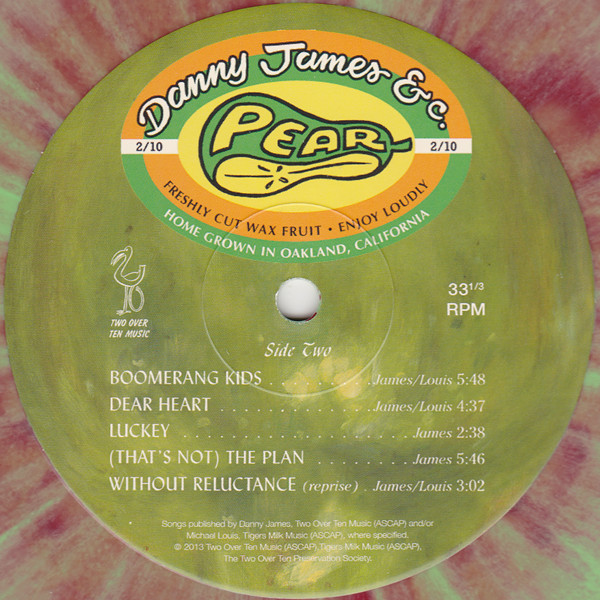 Danny James & c.
PEAR
2/10 2/10
FRESHLY CUT WAX FRUIT • ENJOY LOUDLY
HOME GROWN IN OAKLAND, CALIFORNIA
TWO OVER
TEN MUSIC
33 1/3
RPM
Side Two
BOOMERANG KIDS . . . . . . . . . James/Louis 5:48
DEAR HEART . . . . . . . . . . . . . James/Louis 4:37
LUCKEY . . . . . . . . . . . . . . . . . . . . . James 2:38
(THAT'S NOT) THE PLAN . . . . . . . . James 5:46
WITHOUT RELUCTANCE (reprise) . James/Louis 3:02
Songs published by Danny James, Two Over Ten Music (ASCAP) and/or
Michael Louis, Tigers Milk Music (ASCAP), where specified.
© 2013 Two Over Ten Music (ASCAP) Tigers Milk Music (ASCAP),
The Two Over Ten Preservation Society.